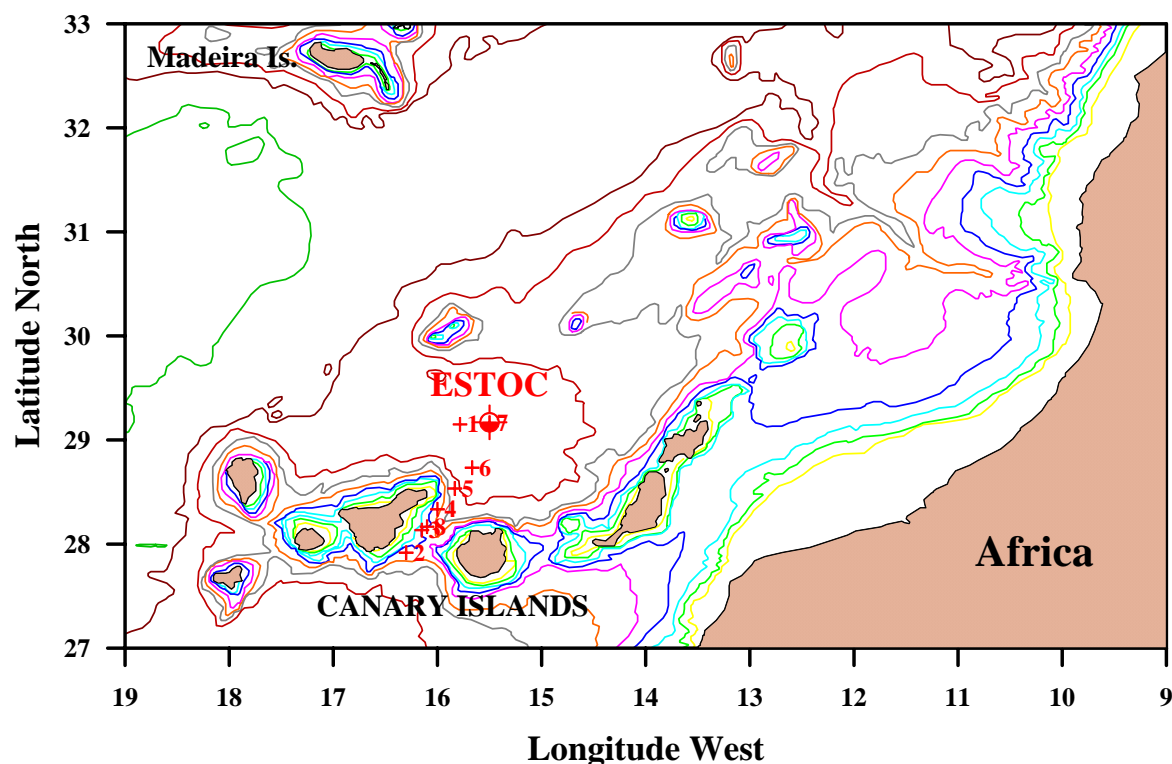 33
Madeira Is.
32
31
30
29
28
27
Latitude North
ESTOC
+1
7
+6
+5
+4
+3
+8
+2
Africa
CANARY ISLANDS
19 18 17 16 15 14 13 12 11 10 9
Longitude West